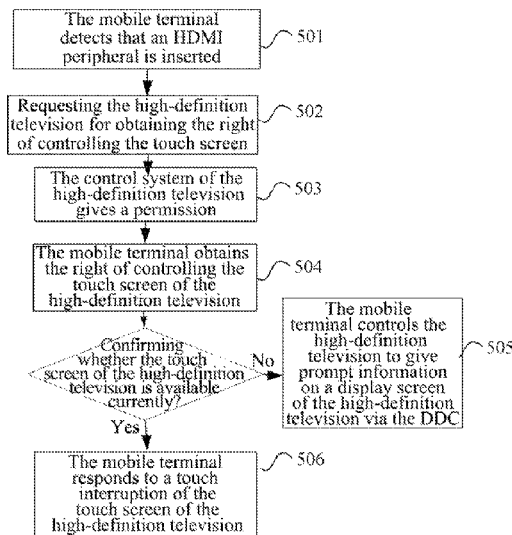 The mobile terminal
detects that an HDMI
peripheral is inserted
501
Requesting the high-definition
television for obtaining the right
of controlling the touch screen
502
The control system of the
high-definition television
gives a permission
503
The mobile terminal obtains
the right of controlling the
touch screen of the
high-definition television
504
Confirming
whether the touch
screen of the high-definition
television is available
currently?
No
The mobile
terminal controls the
high-definition
television to give
prompt information
on a display screen
of the high-definition
television via the DDC
505
Yes
The mobile terminal
responds to a touch
interruption of the
touch screen of the
high-definition television
506